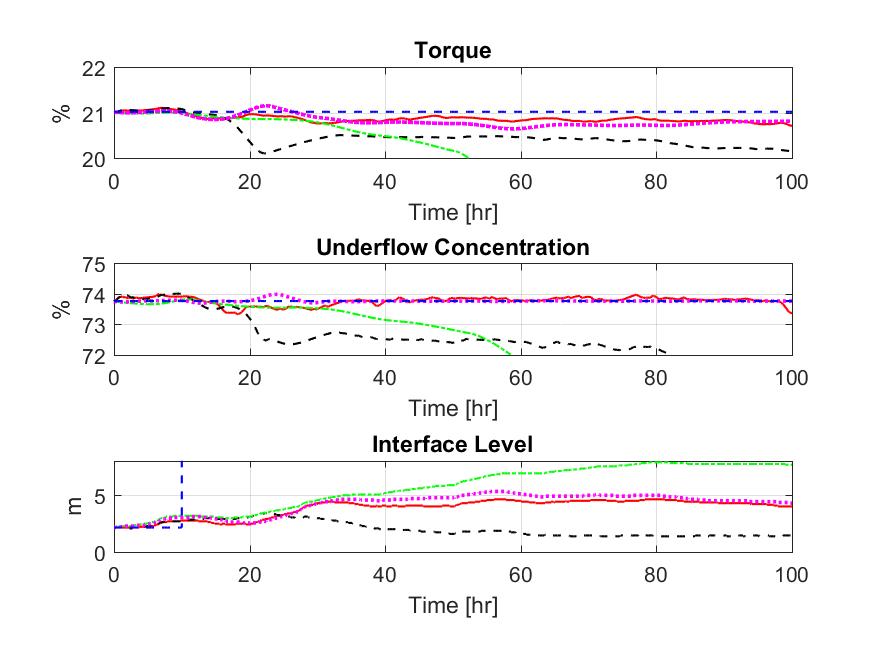 Torque
22
21
20
%
0 20 40 60 80 100
Time [hr]
Underflow Concentration
75
74
73
72
%
0 20 40 60 80 100
Time [hr]
Interface Level
5
0
m
0 20 40 60 80 100
Time [hr]